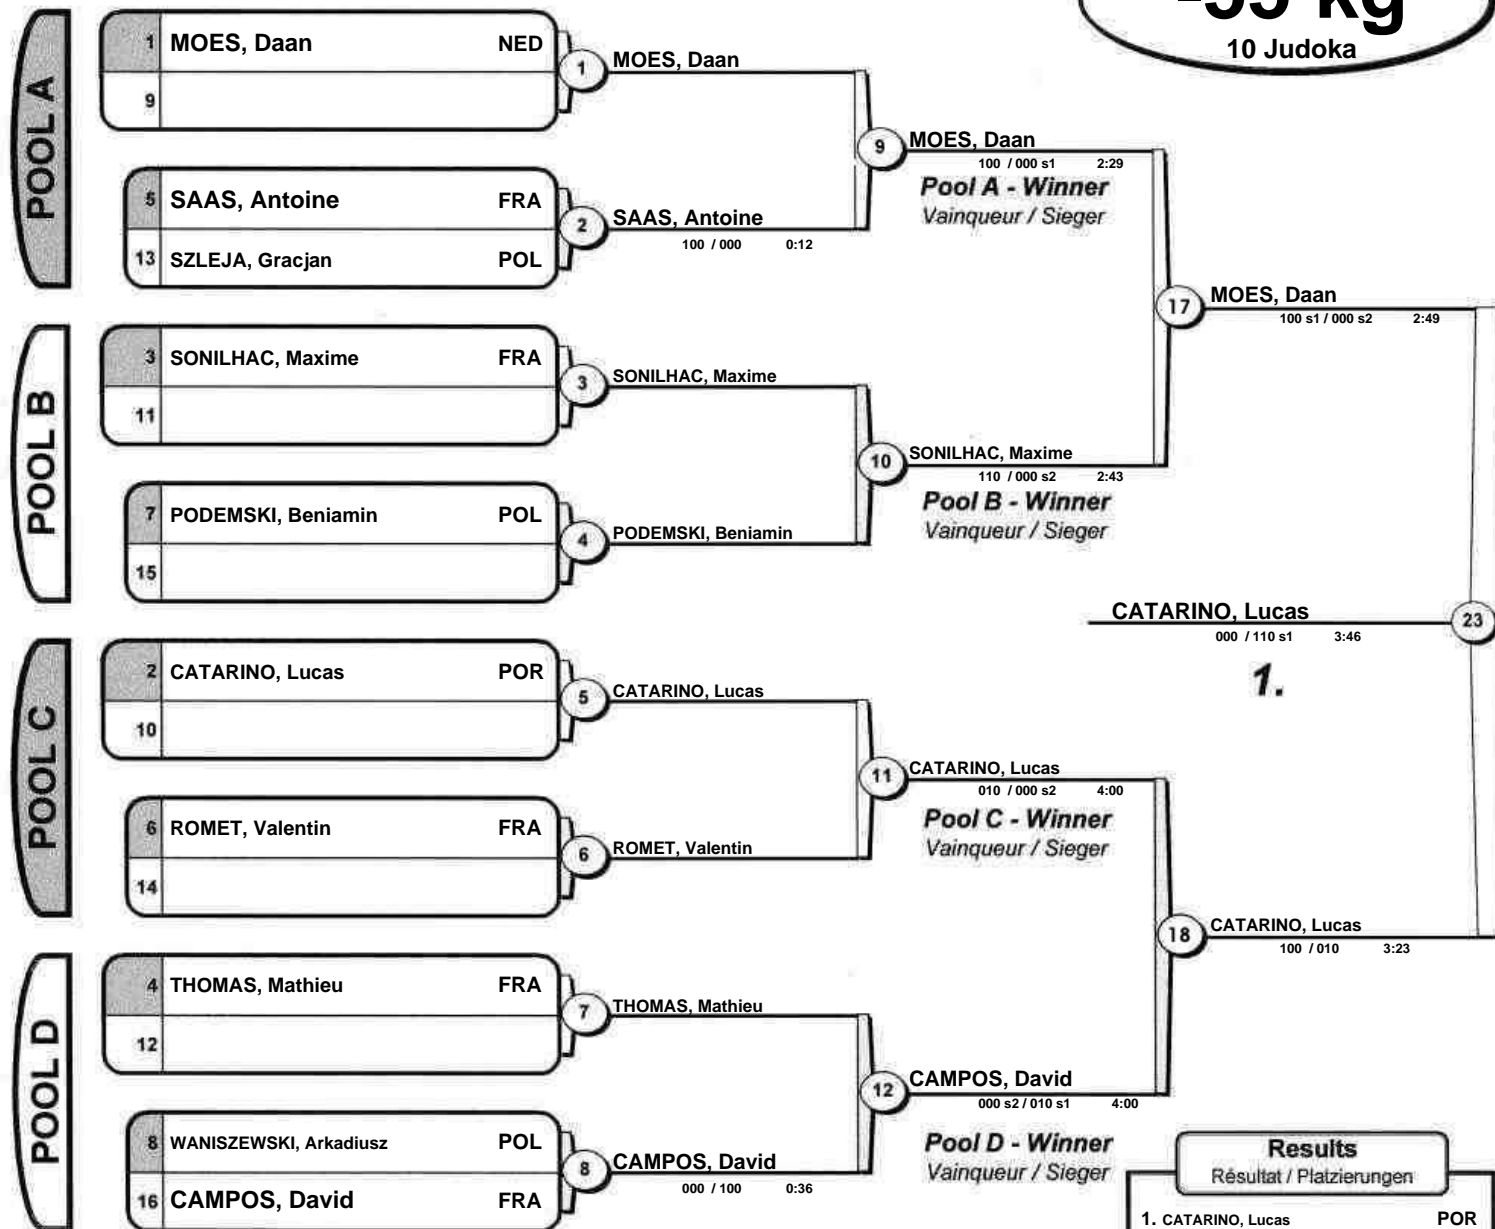 -55 kg
10 Judoka
POOL A
1 MOES, Daan NED
9
5 SAAS, Antoine FRA
13 SZLEJA, Gracjan POL
1 MOES, Daan
2 SAAS, Antoine
100 / 000 0:12
9 MOES, Daan
100 / 000 s1 2:29
Pool A - Winner
Vainqueur / Sieger
POOL B
3 SONILHAC, Maxime FRA
11
7 PODEMSKI, Beniamin POL
15
3 SONILHAC, Maxime
4 PODEMSKI, Beniamin
10 SONILHAC, Maxime
110 / 000 s2 2:43
Pool B - Winner
Vainqueur / Sieger
17 MOES, Daan
100 s1 / 000 s2 2:49
CATARINO, Lucas 23
000 / 110 s1 3:46
1.
POOL C
2 CATARINO, Lucas POR
10
6 ROMET, Valentin FRA
14
5 CATARINO, Lucas
6 ROMET, Valentin
11 CATARINO, Lucas
010 / 000 s2 4:00
Pool C - Winner
Vainqueur / Sieger
POOL D
4 THOMAS, Mathieu FRA
12
8 WANISZEWSKI, Arkadiusz POL
16 CAMPOS, David FRA
7 THOMAS, Mathieu
8 CAMPOS, David
000 / 100 0:36
12 CAMPOS, David
000 s2 / 010 s1 4:00
Pool D - Winner
Vainqueur / Sieger
18 CATARINO, Lucas
100 / 010 3:23
Results
Résultat / Platzierungen
1. CATARINO, Lucas POR